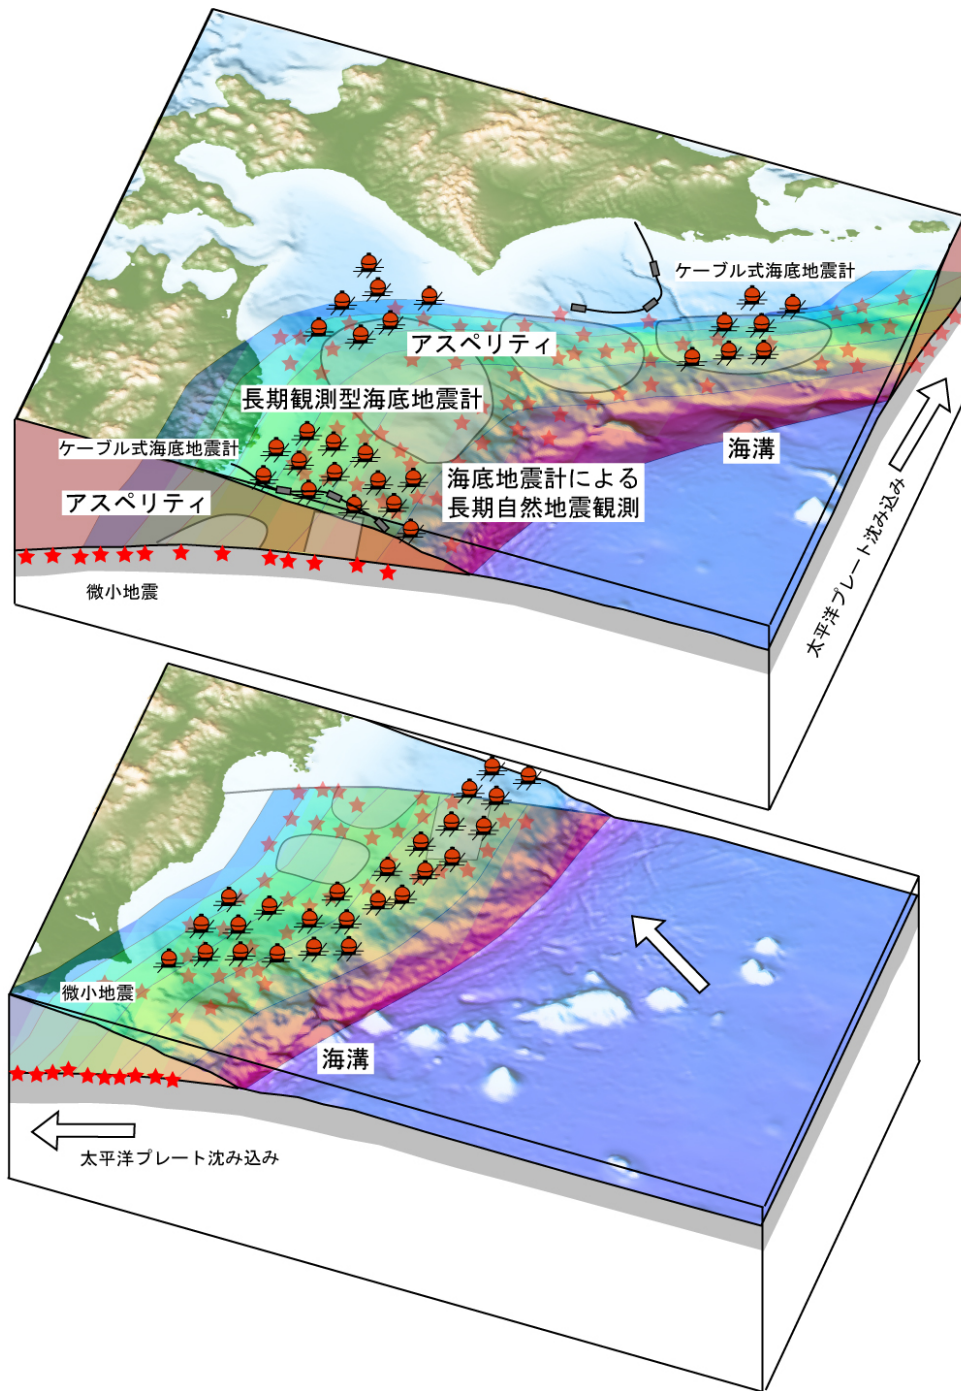 ケーブル式海底地震計
アスペリティ
長期観測型海底地震計
ケーブル式海底地震計
海溝
海底地震計による
長期自然地震観測
アスペリティ
微小地震
太平洋プレート沈み込み
微小地震
海溝
太平洋プレート沈み込み